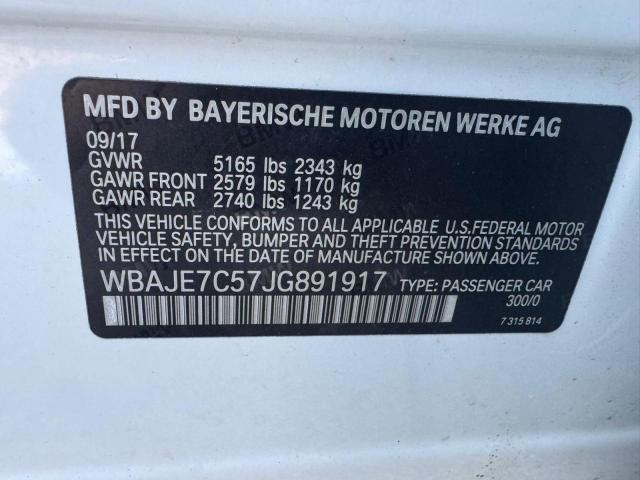 MFD BY BAYERISCHE MOTOREN WERKE AG
09/17
GVWR 5165 lbs 2343 kg
GAWR FRONT 2579 lbs 1170 kg
GAWR REAR 2740 lbs 1243 kg
THIS VEHICLE CONFORMS TO ALL APPLICABLE U.S.FEDERAL MOTOR
VEHICLE SAFETY, BUMPER AND THEFT PREVENTION STANDARDS
IN EFFECT ON THE DATE OF MANUFACTURE SHOWN ABOVE.
WBAJE7C57JG891917 TYPE: PASSENGER CAR
300/0
7 315 814